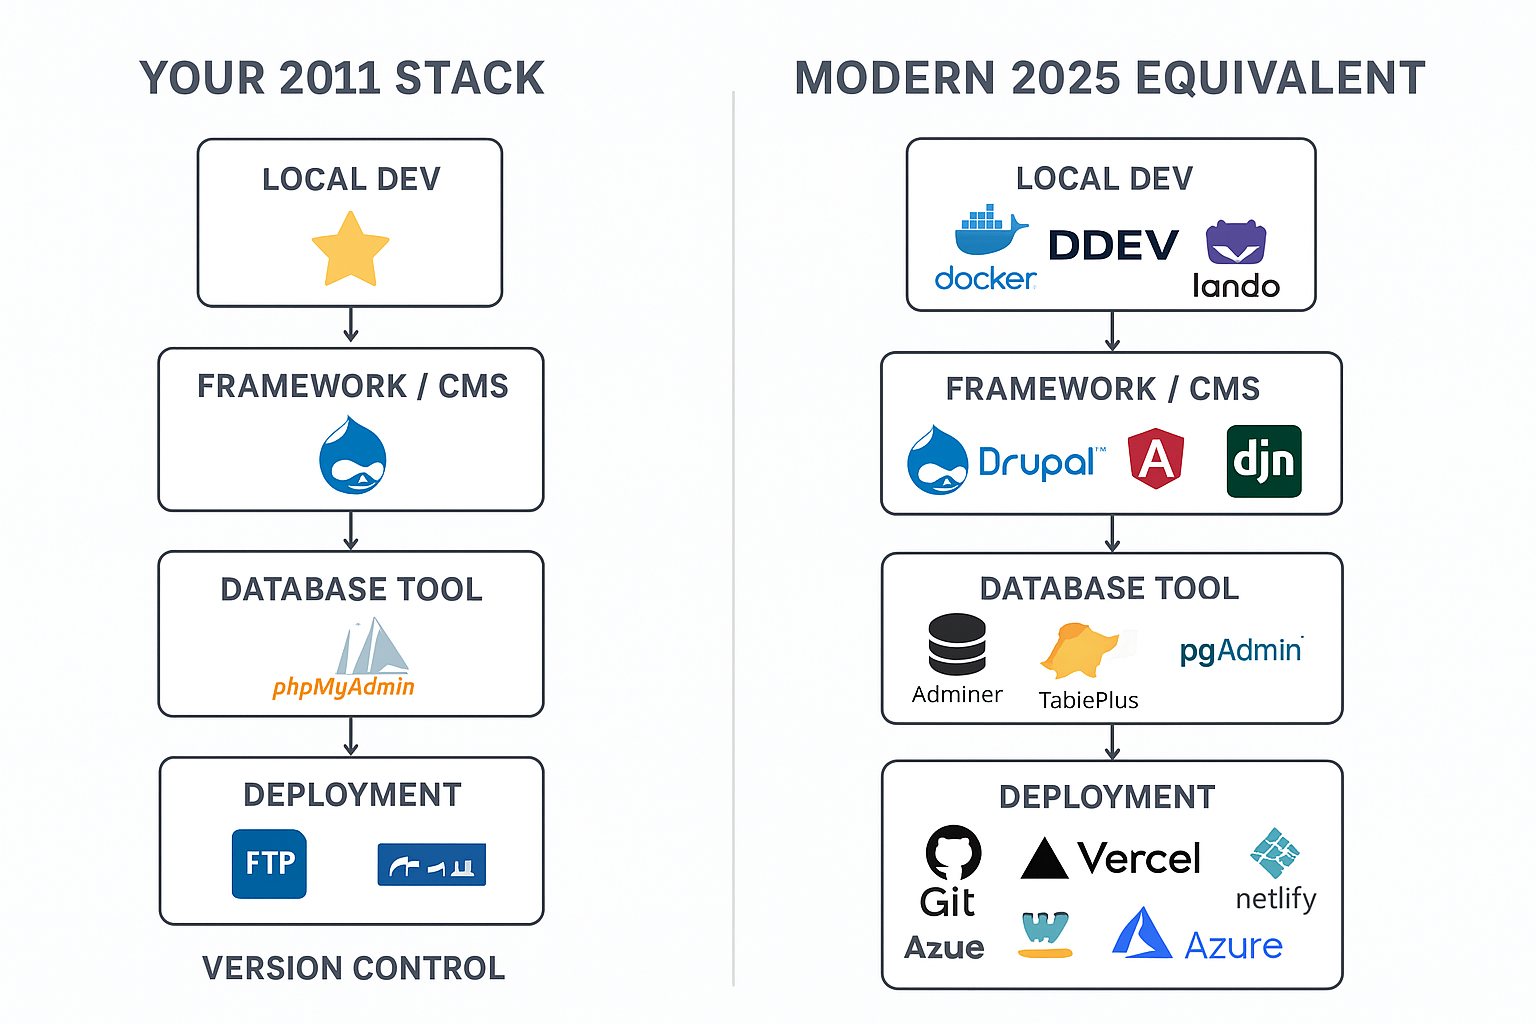 YOUR 2011 STACK
LOCAL DEV
FRAMEWORK / CMS
DATABASE TOOL
phpMyAdmin
DEPLOYMENT
FTP
VERSION CONTROL
MODERN 2025 EQUIVALENT
LOCAL DEV
docker
DDEV
lando
FRAMEWORK / CMS
Drupal™
A
djn
DATABASE TOOL
Adminer
TabiePlus
pgAdmin
DEPLOYMENT
Git
Vercel
netlify
Azue
Azure